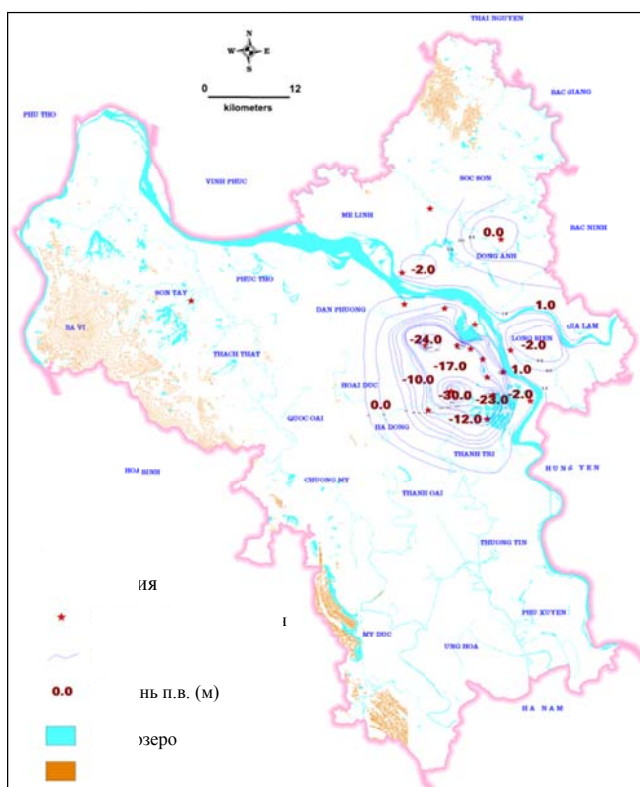 THAI NGUYEN
N
W E
S
0 12
kilometers
BAC GIANG
PHU THO
VINH PHUC
SOC SON
ME LINH
0.0
BAC NINH
DONG ANH
-2.0
PHUC THO
SON TAY
DAN PHUONG
1.0
GIA LAM
BA VI
-24.0
LONG BIEN
-2.0
THACH THAT
-17.0
1.0
HOAI DUC
-10.0
-30.0
-23.0
-2.0
0.0
QUOC OAI
HA DONG
-12.0
THANH TRI
HOA BINH
HUNG YEN
CHUONG MY
THANH OAI
THUONG TIN
ия
PHU XUYEN
MY DUC
UNG HOA
0.0
нь п.в. (м)
HA NAM
озеро